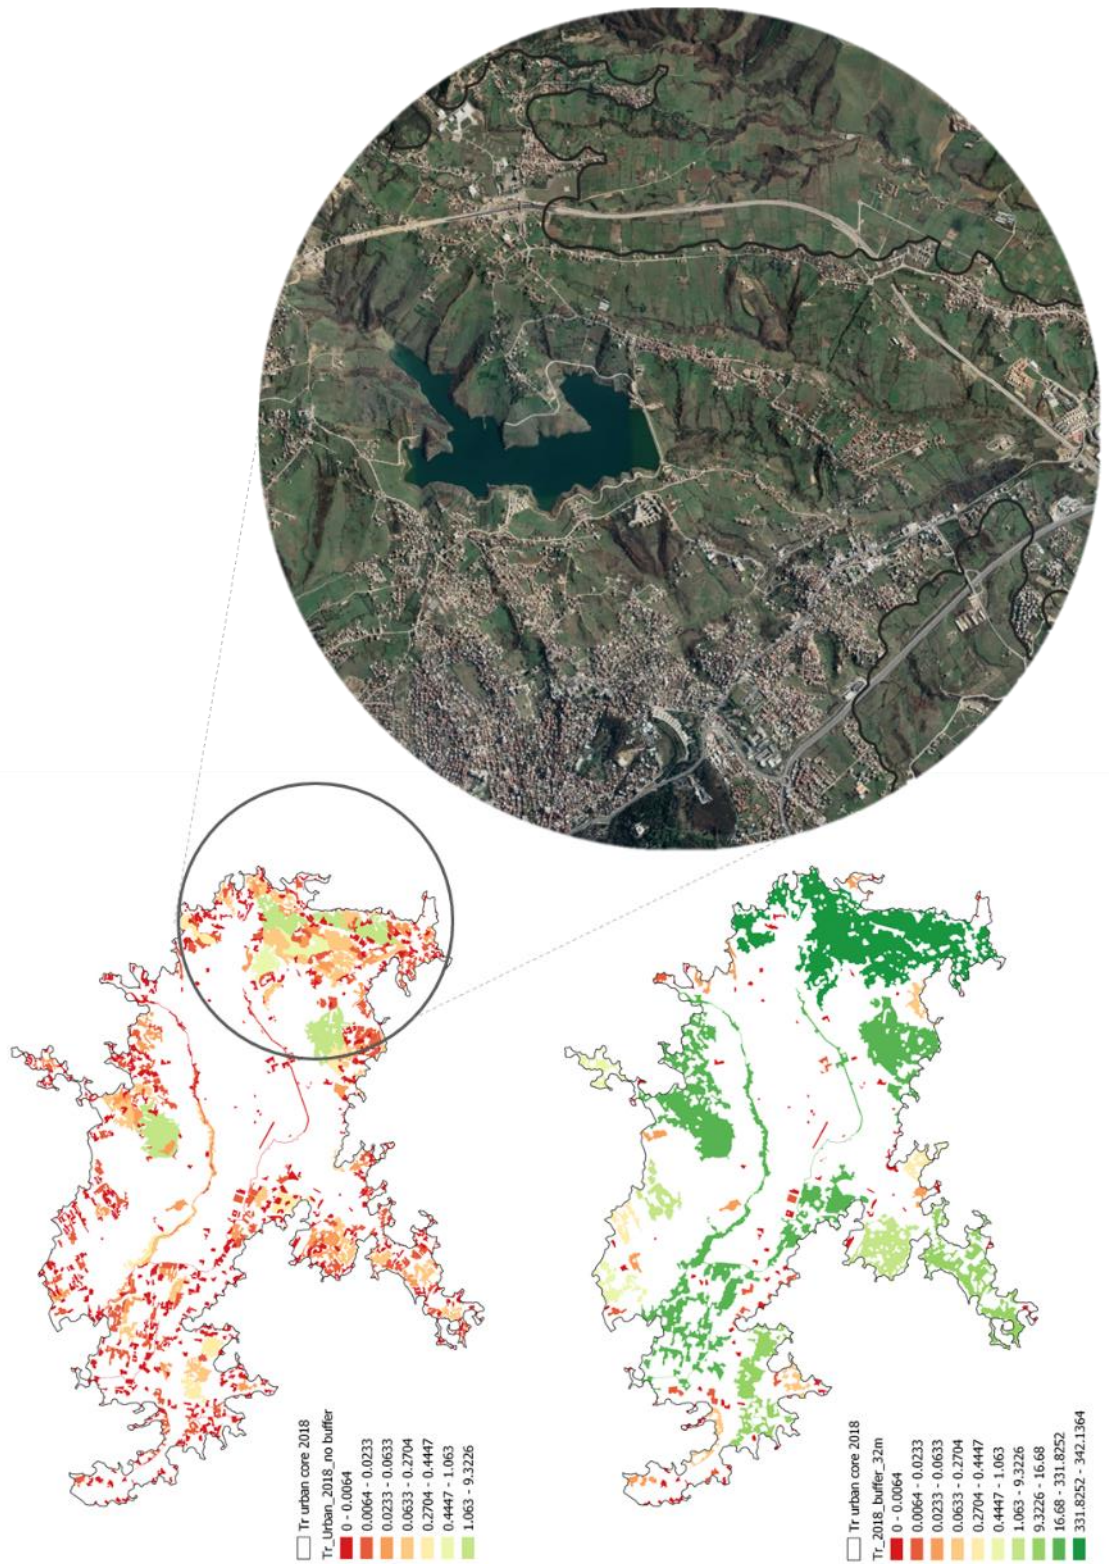 Tr urban core 2018
Tr_Urban_2018_no buffer
0 - 0.0064
0.0064 - 0.0233
0.0233 - 0.0633
0.0633 - 0.2704
0.2704 - 0.4447
0.4447 - 1.063
1.063 - 9.3226
Tr urban core 2018
Tr_2018_buffer_32m
0 - 0.0064
0.0064 - 0.0233
0.0233 - 0.0633
0.0633 - 0.2704
0.2704 - 0.4447
0.4447 - 1.063
1.063 - 9.3226
9.3226 - 16.68
16.68 - 331.8252
331.8252 - 342.1364